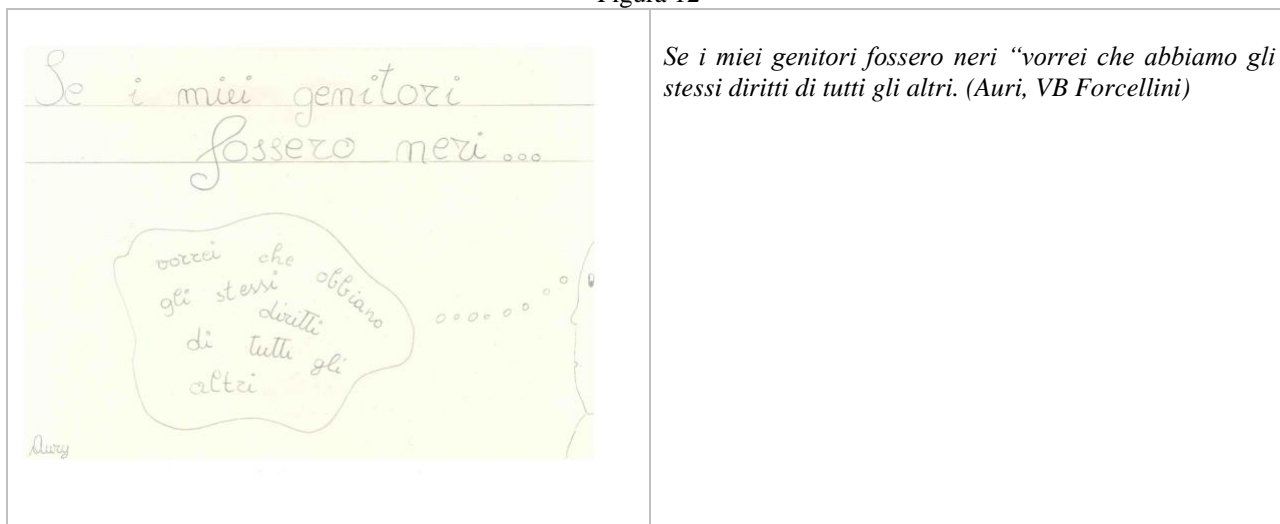 Figura 12
Se i miei genitori
fossero neri...
vorrei che abbiano
gli stessi
diritti
di tutti gli
altri
Aury
Se i miei genitori fossero neri “vorrei che abbiamo gli
stessi diritti di tutti gli altri. (Auri, VB Forcellini)